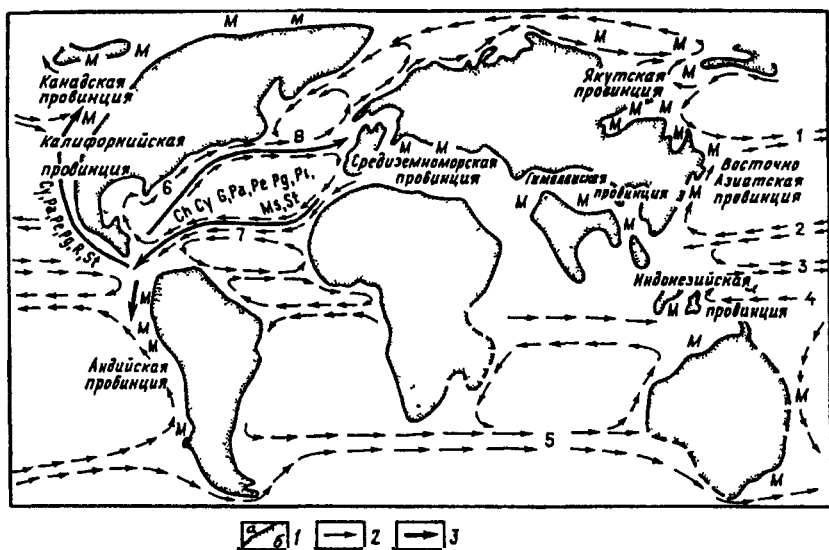 М М
М М
Канадская
провинция
М
Калифорнийская
провинция
Cy, Pa, Pe, Pg, R, St
6
8
Ch Cy G, Pa, Pe Pg, Pt,
Ms, St
7
М М
Средиземноморская
провинция
М
М
Якутская
провинция
М
М М
М
М
1
Восточно
Азиатская
провинция
Гималайская
провинция
М М
М
2
3
Индонезийская
провинция
М
4
М
М
М
М
Андийская
провинция
М
5
М
М
а б 1 2 3